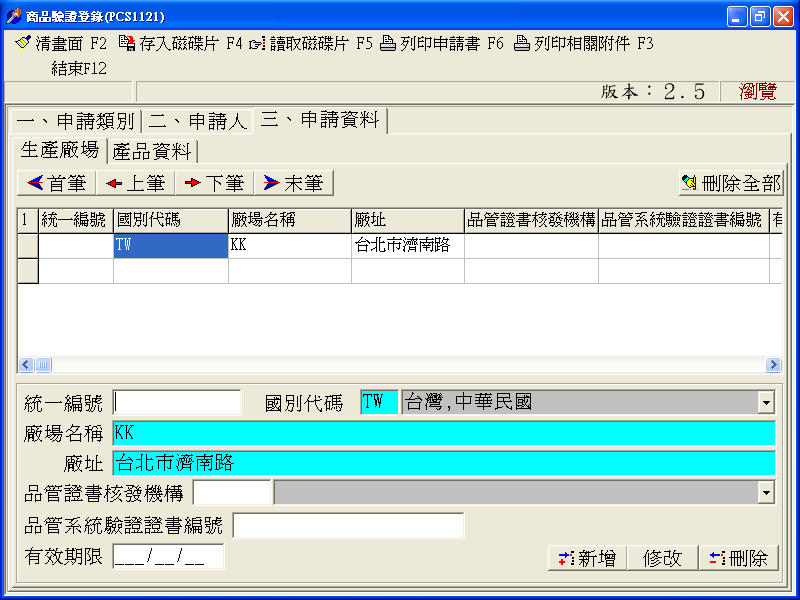 商品驗證登錄(PCS1121)
清畫面 F2 存入磁碟片 F4 讀取磁碟片 F5 列印申請書 F6 列印相關附件 F3
結束F12
版本：2.5 瀏覽
一、申請類別 二、申請人 三、申請資料
生產廠場 產品資料
首筆 上筆 下筆 末筆 刪除全部
1 統一編號 國別代碼 廠場名稱 廠址 品管證書核發機構 品管系統驗證證書編號 有
TW KK 台北市濟南路
統一編號 國別代碼 TW 台灣,中華民國
廠場名稱 KK
廠址 台北市濟南路
品管證書核發機構
品管系統驗證證書編號
有效期限 ___/__/__ 新增 修改 刪除